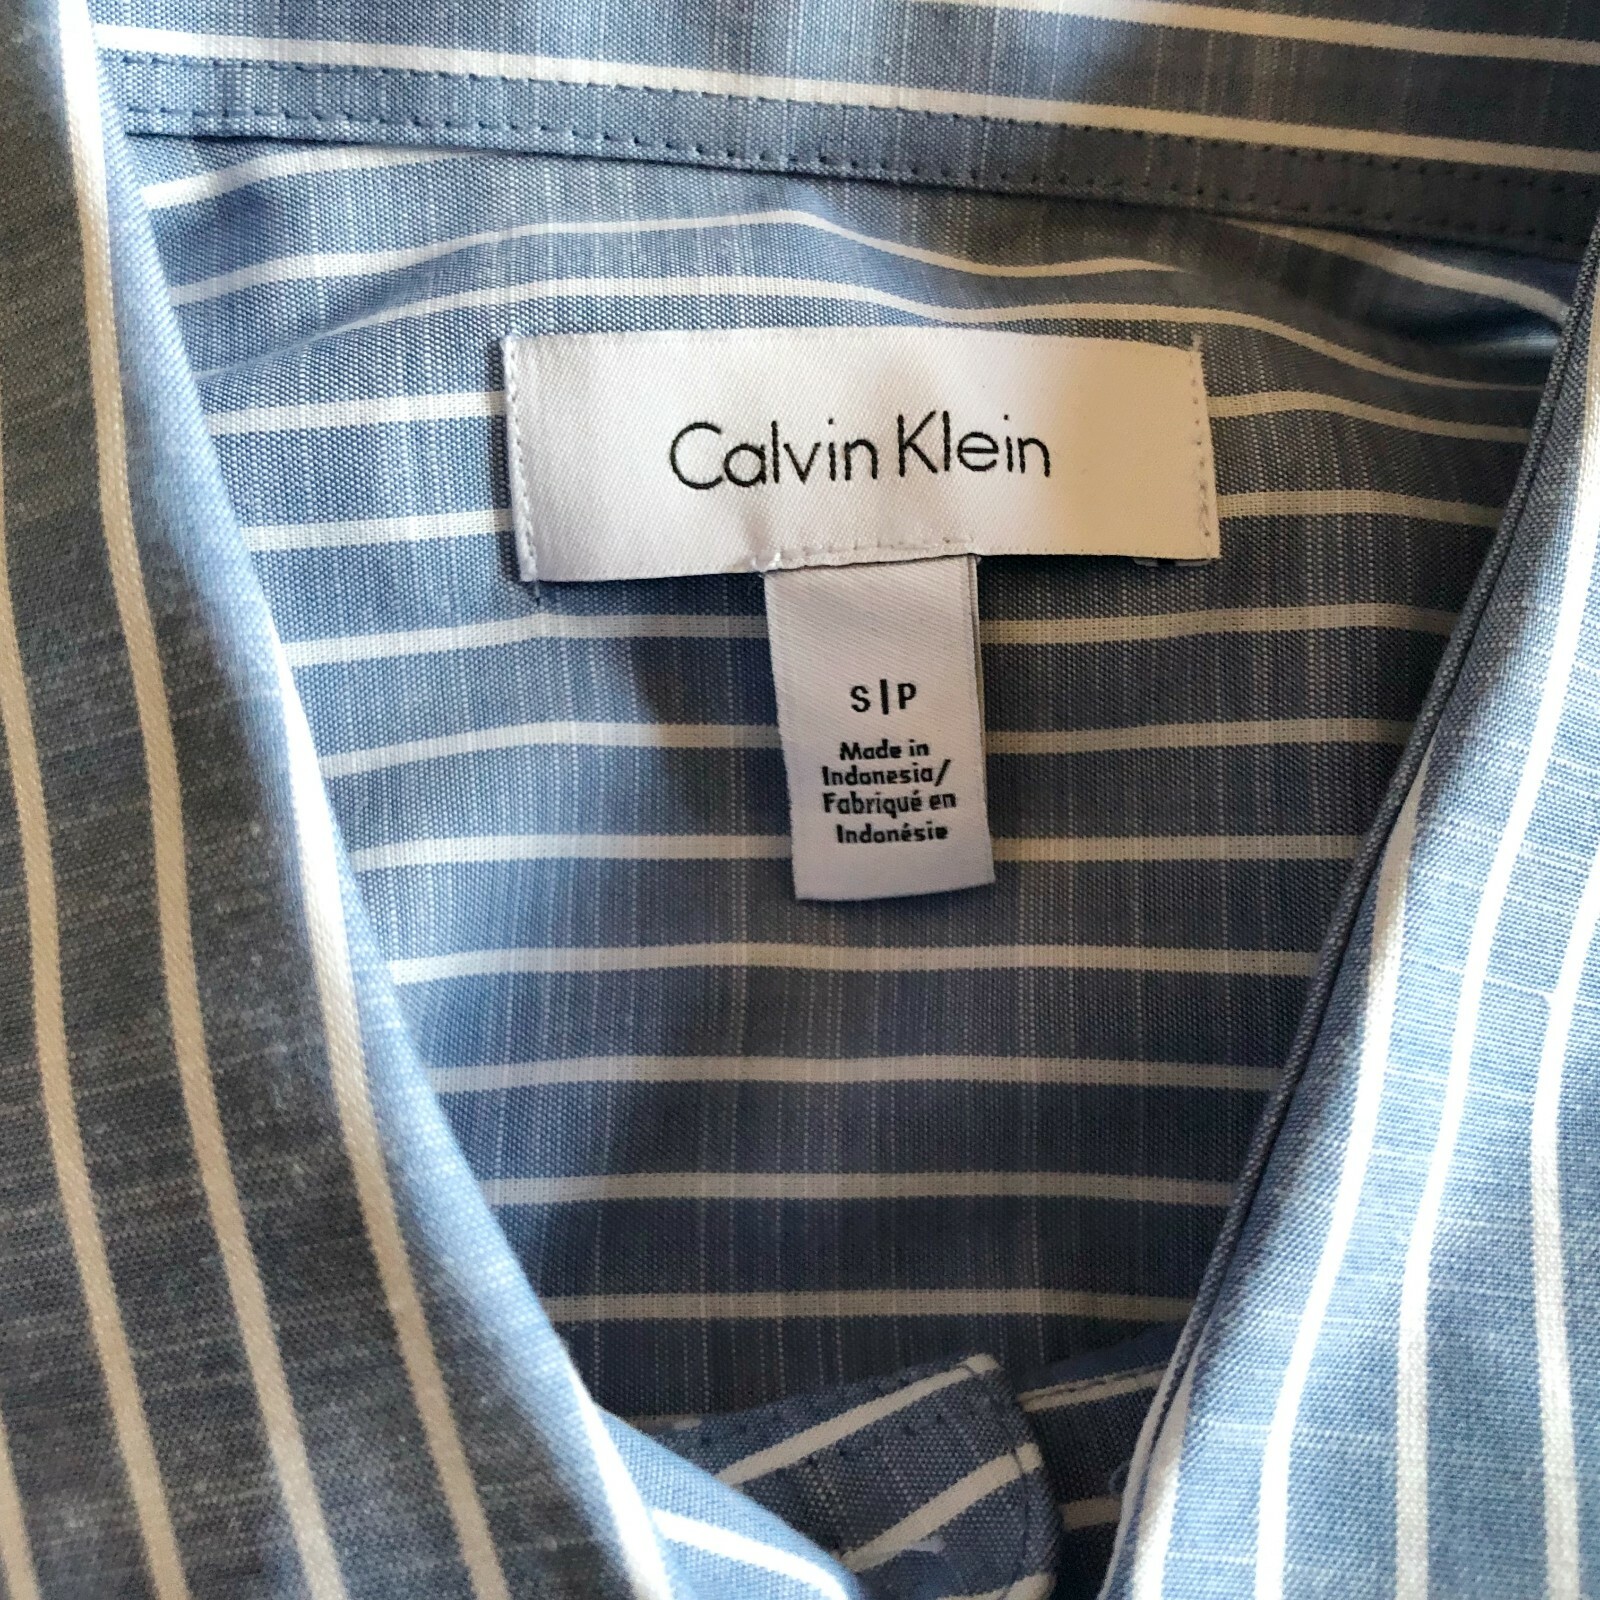 Calvin Klein
S|P
Made in
Indonesia/
Fabriqué en
Indonésie